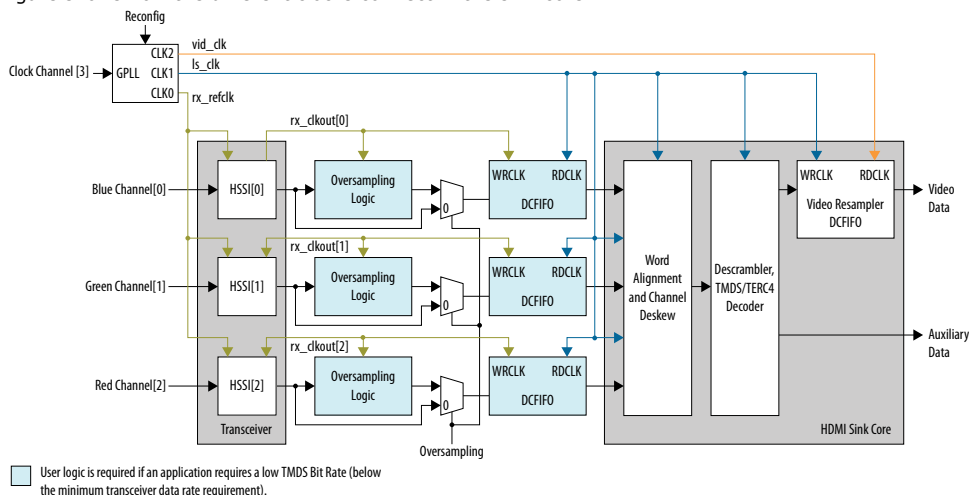 Reconfig
CLK2
vid_clk
Clock Channel [3]
GPLL
CLK1
ls_clk
CLK0
rx_refclk
rx_clkout[0]
Blue Channel[0]
HSSI[0]
Oversampling
Logic
0
WRCLK
RDCLK
DCFIFO
WRCLK
RDCLK
Video Resampler
DCFIFO
Video
Data
rx_clkout[1]
Green Channel[1]
HSSI[1]
Oversampling
Logic
0
WRCLK
RDCLK
DCFIFO
Word
Alignment
and Channel
Deskew
Descrambler,
TMDS/TERC4
Decoder
Auxiliary
Data
rx_clkout[2]
Red Channel[2]
HSSI[2]
Oversampling
Logic
0
WRCLK
RDCLK
DCFIFO
Transceiver
Oversampling
HDMI Sink Core
User logic is required if an application requires a low TMDS Bit Rate (below
the minimum transceiver data rate requirement).